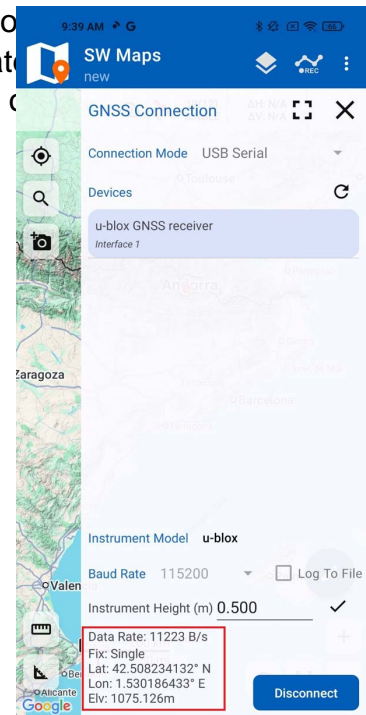 9:39 AM G 66
SW Maps
new
REC
GNSS Connection
Connection Mode USB Serial
Toulouse
Devices
u-blox GNSS receiver
Interface 1
Andorra
Zaragoza
Barcelona
Instrument Model u-blox
Baud Rate 115200 Log To File
Valen
Instrument Height (m) 0.500
Data Rate: 11223 B/s
Fix: Single
Lat: 42.508234132° N
Lon: 1.530186433° E
Elv: 1075.126m
Disconnect
Alicante
Google